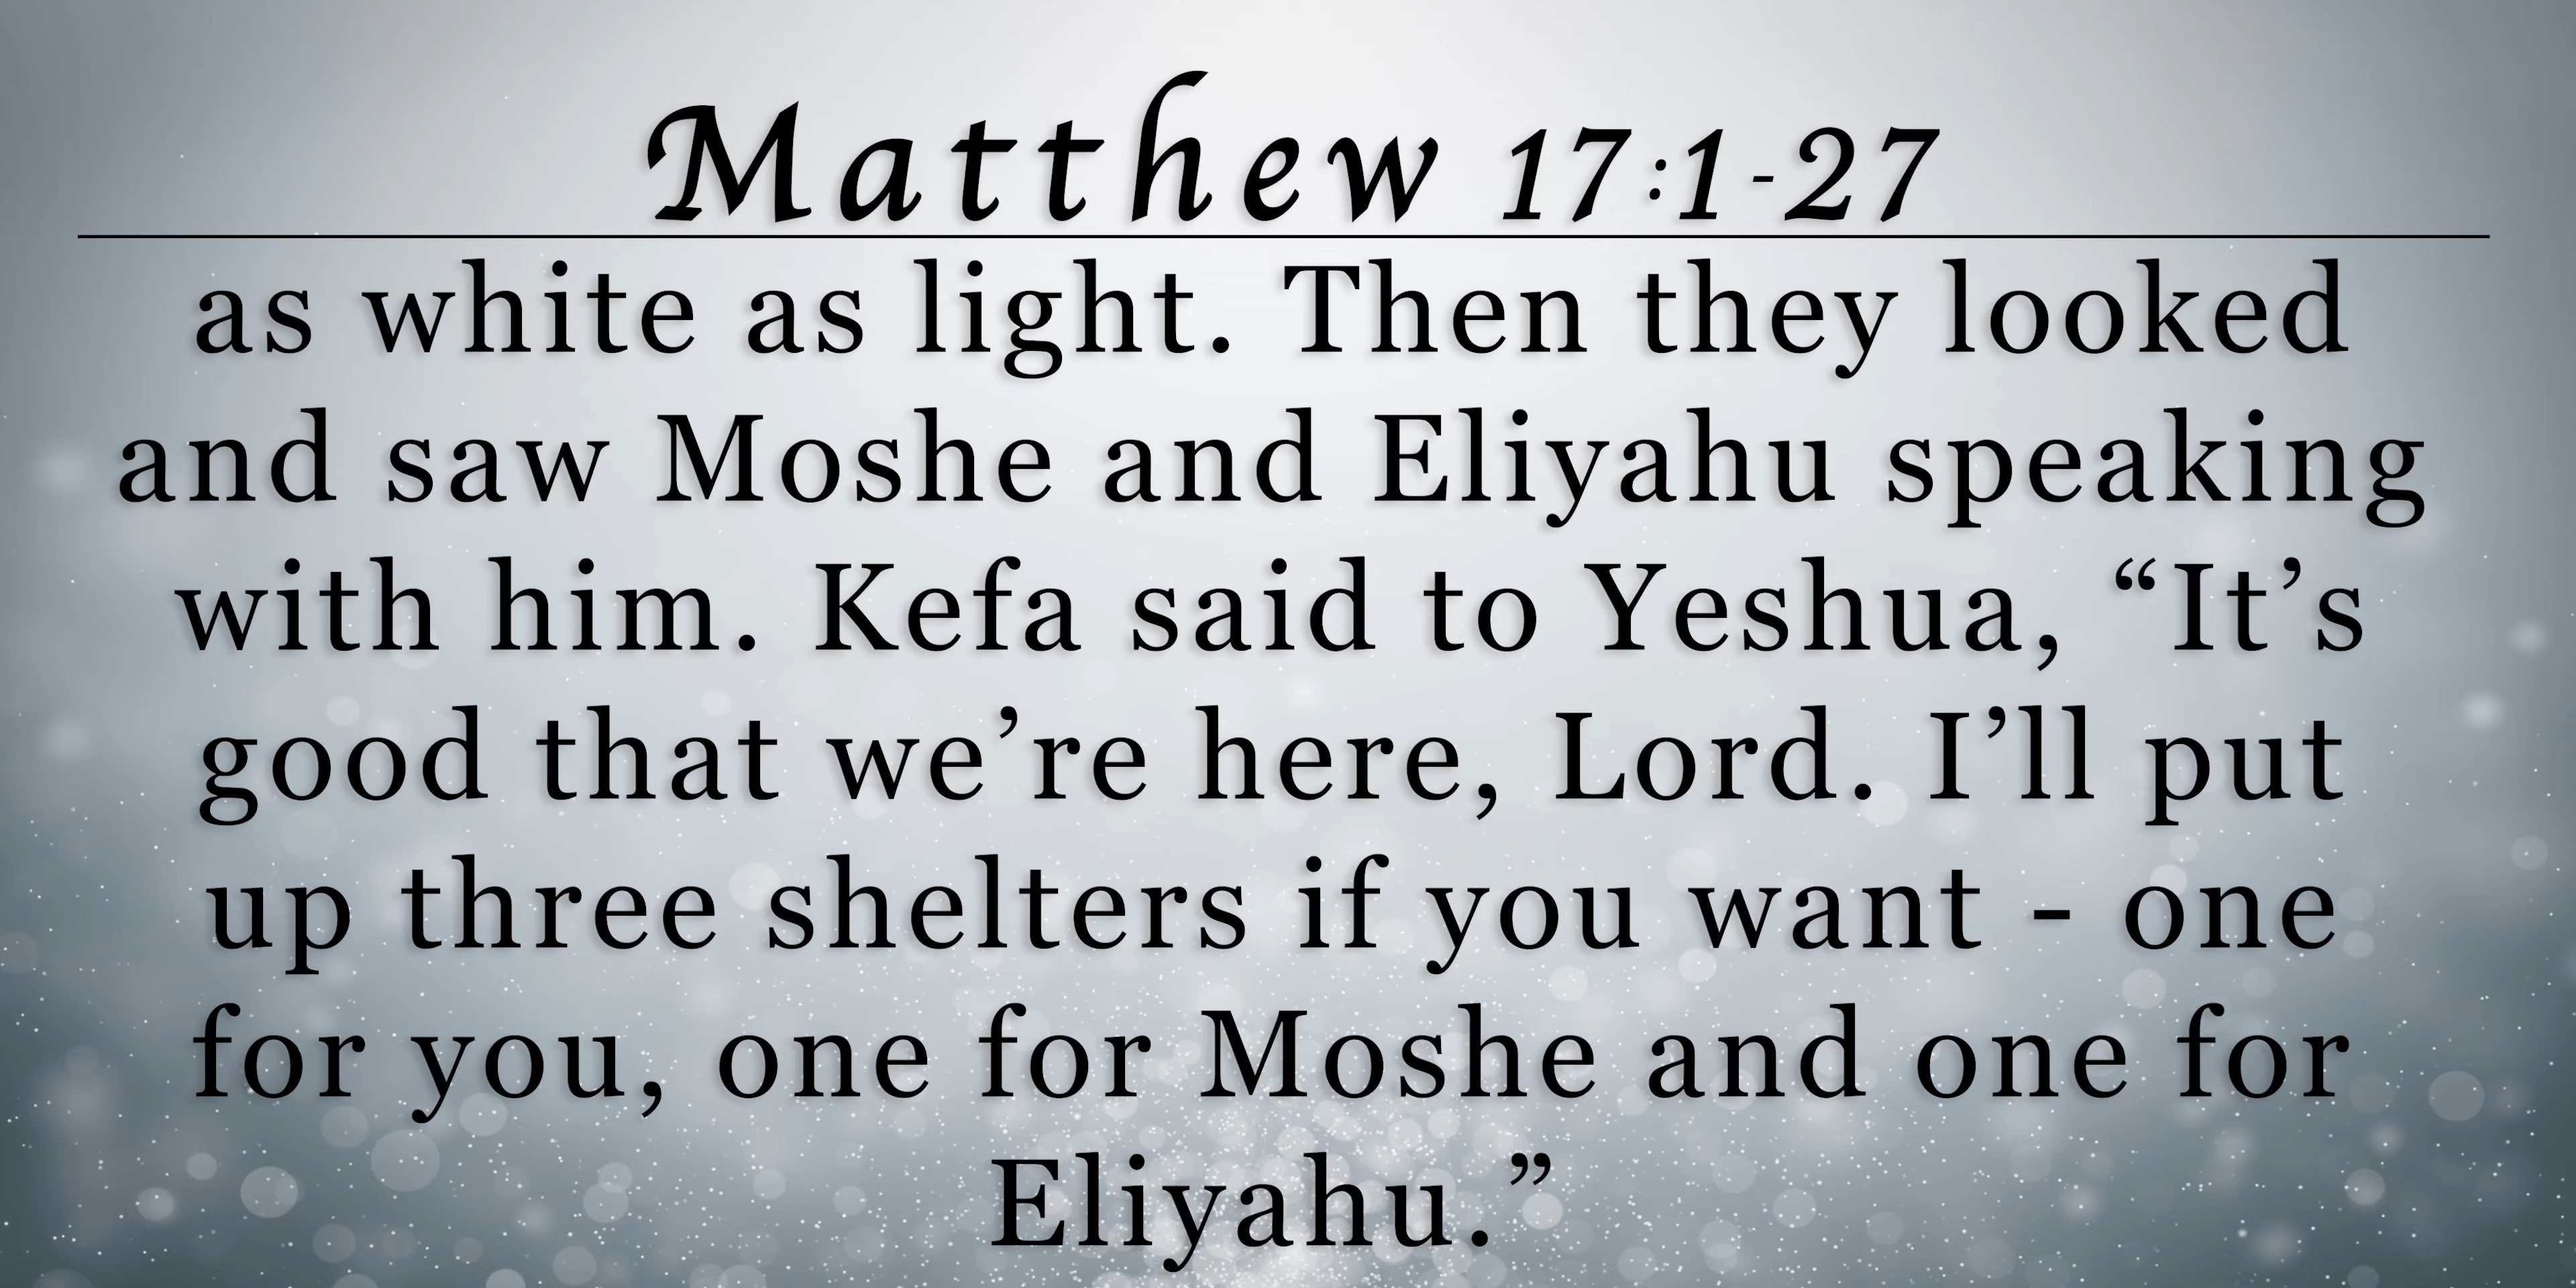 Matthew 17:1-27
as white as light. Then they looked
and saw Moshe and Eliyahu speaking
with him. Kefa said to Yeshua, “It’s
good that we’re here, Lord. I’ll put
up three shelters if you want - one
for you, one for Moshe and one for
Eliyahu.”